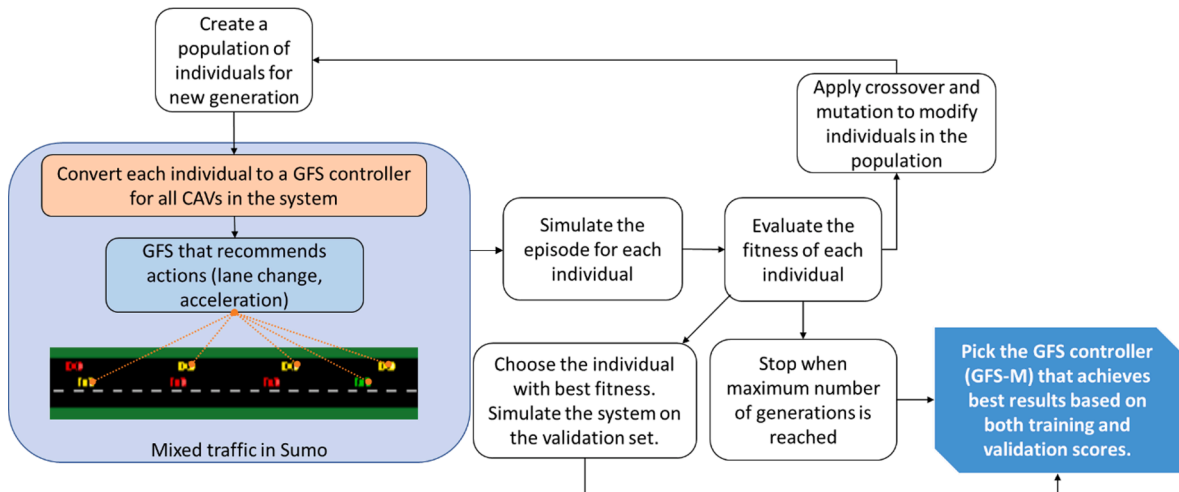 Create a
population of
individuals for
new generation
Convert each individual to a GFS controller
for all CAVs in the system
GFS that recommends
actions (lane change,
acceleration)
Mixed traffic in Sumo
Simulate the
episode for each
individual
Evaluate the
fitness of each
individual
Apply crossover and
mutation to modify
individuals in the
population
Choose the individual
with best fitness.
Simulate the system on
the validation set.
Stop when
maximum number
of generations is
reached
Pick the GFS controller
(GFS-M) that achieves
best results based on
both training and
validation scores.